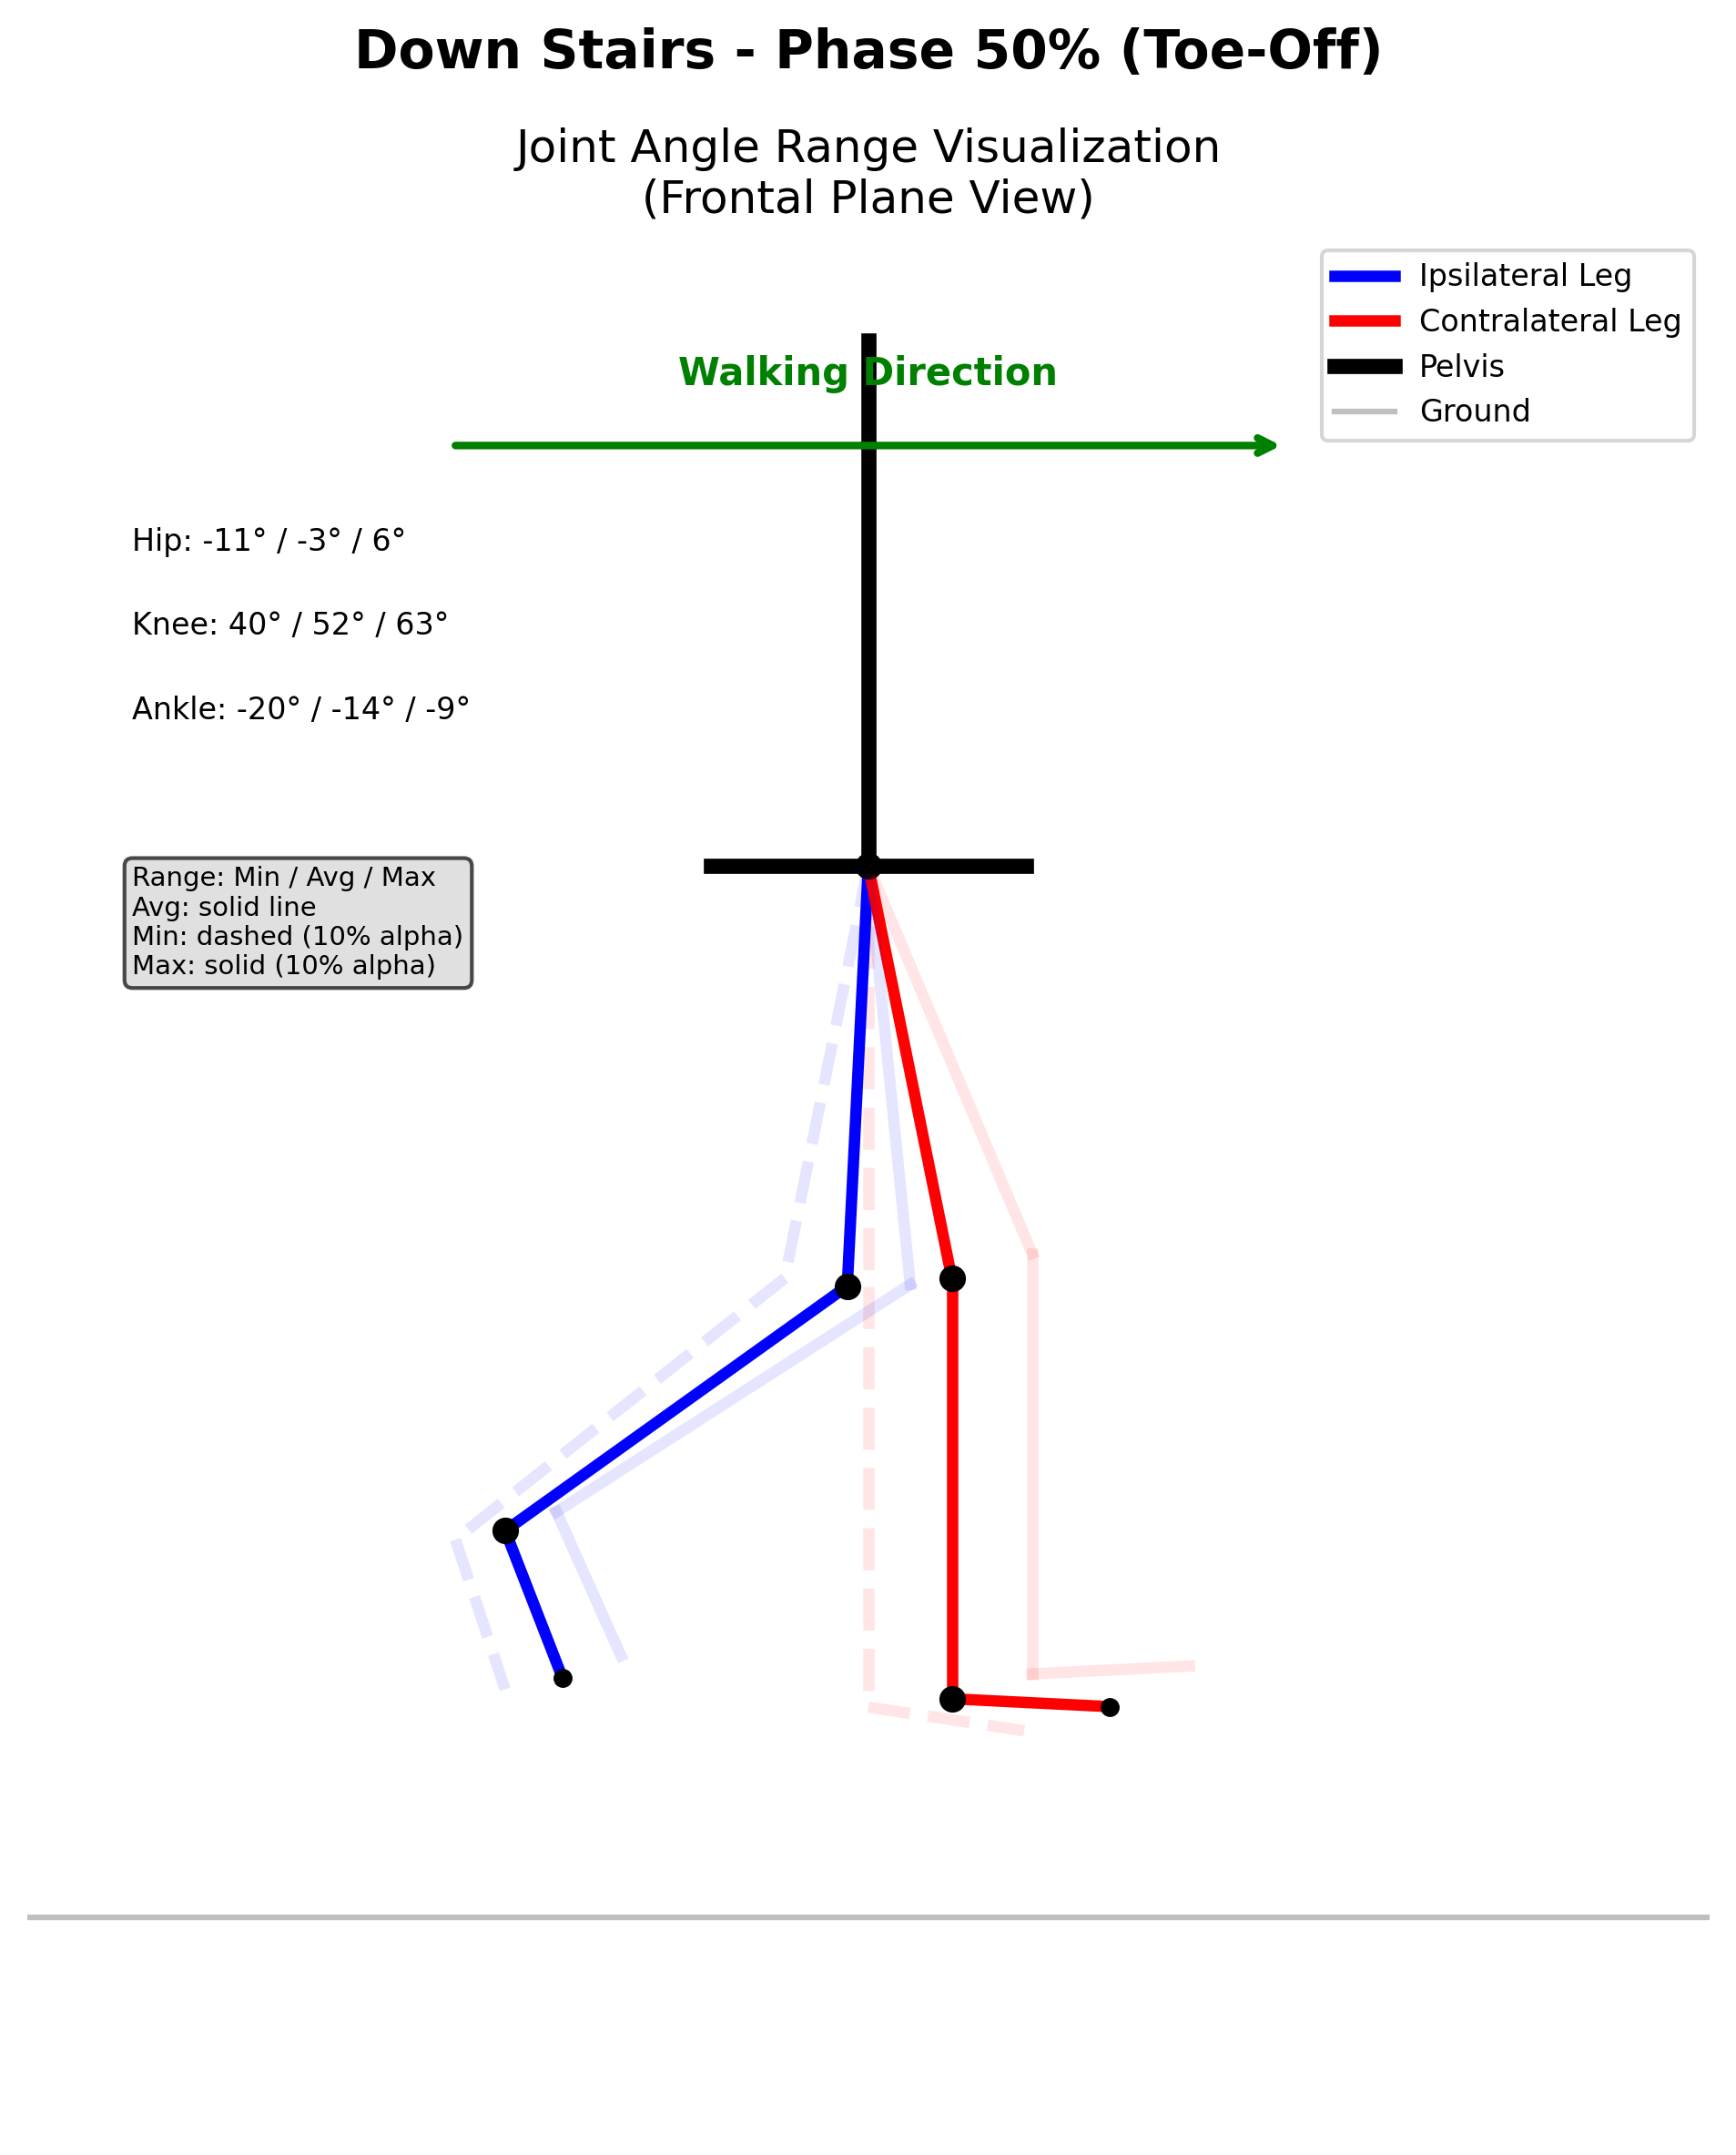 Down Stairs - Phase 50% (Toe-Off)
Joint Angle Range Visualization
(Frontal Plane View)
Ipsilateral Leg
Contralateral Leg
Pelvis
Ground
Walking Direction
Hip: -11° / -3° / 6°
Knee: 40° / 52° / 63°
Ankle: -20° / -14° / -9°
Range: Min / Avg / Max
Avg: solid line
Min: dashed (10% alpha)
Max: solid (10% alpha)